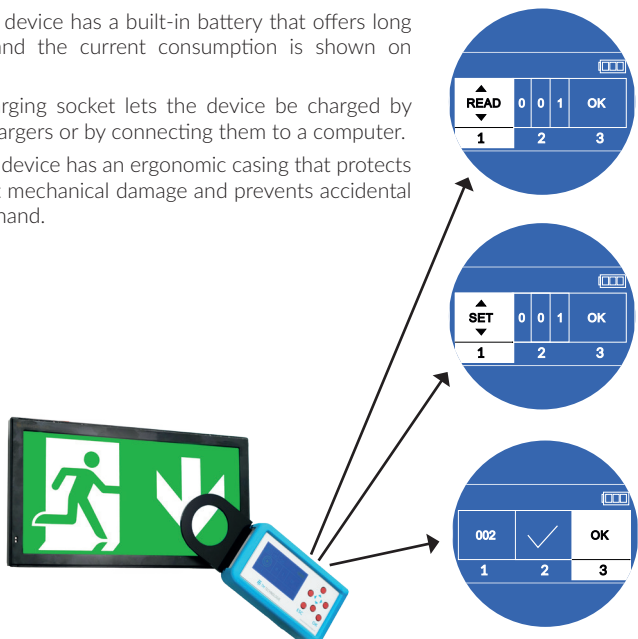 device has a built-in battery that offers long
and the current consumption is shown on
arging socket lets the device be charged by
hargers or by connecting them to a computer.
device has an ergonomic casing that protects
t mechanical damage and prevents accidental
hand.
READ 0 0 1 OK
1 2 3
SET 0 0 1 OK
1 2 3
002 OK
1 2 3